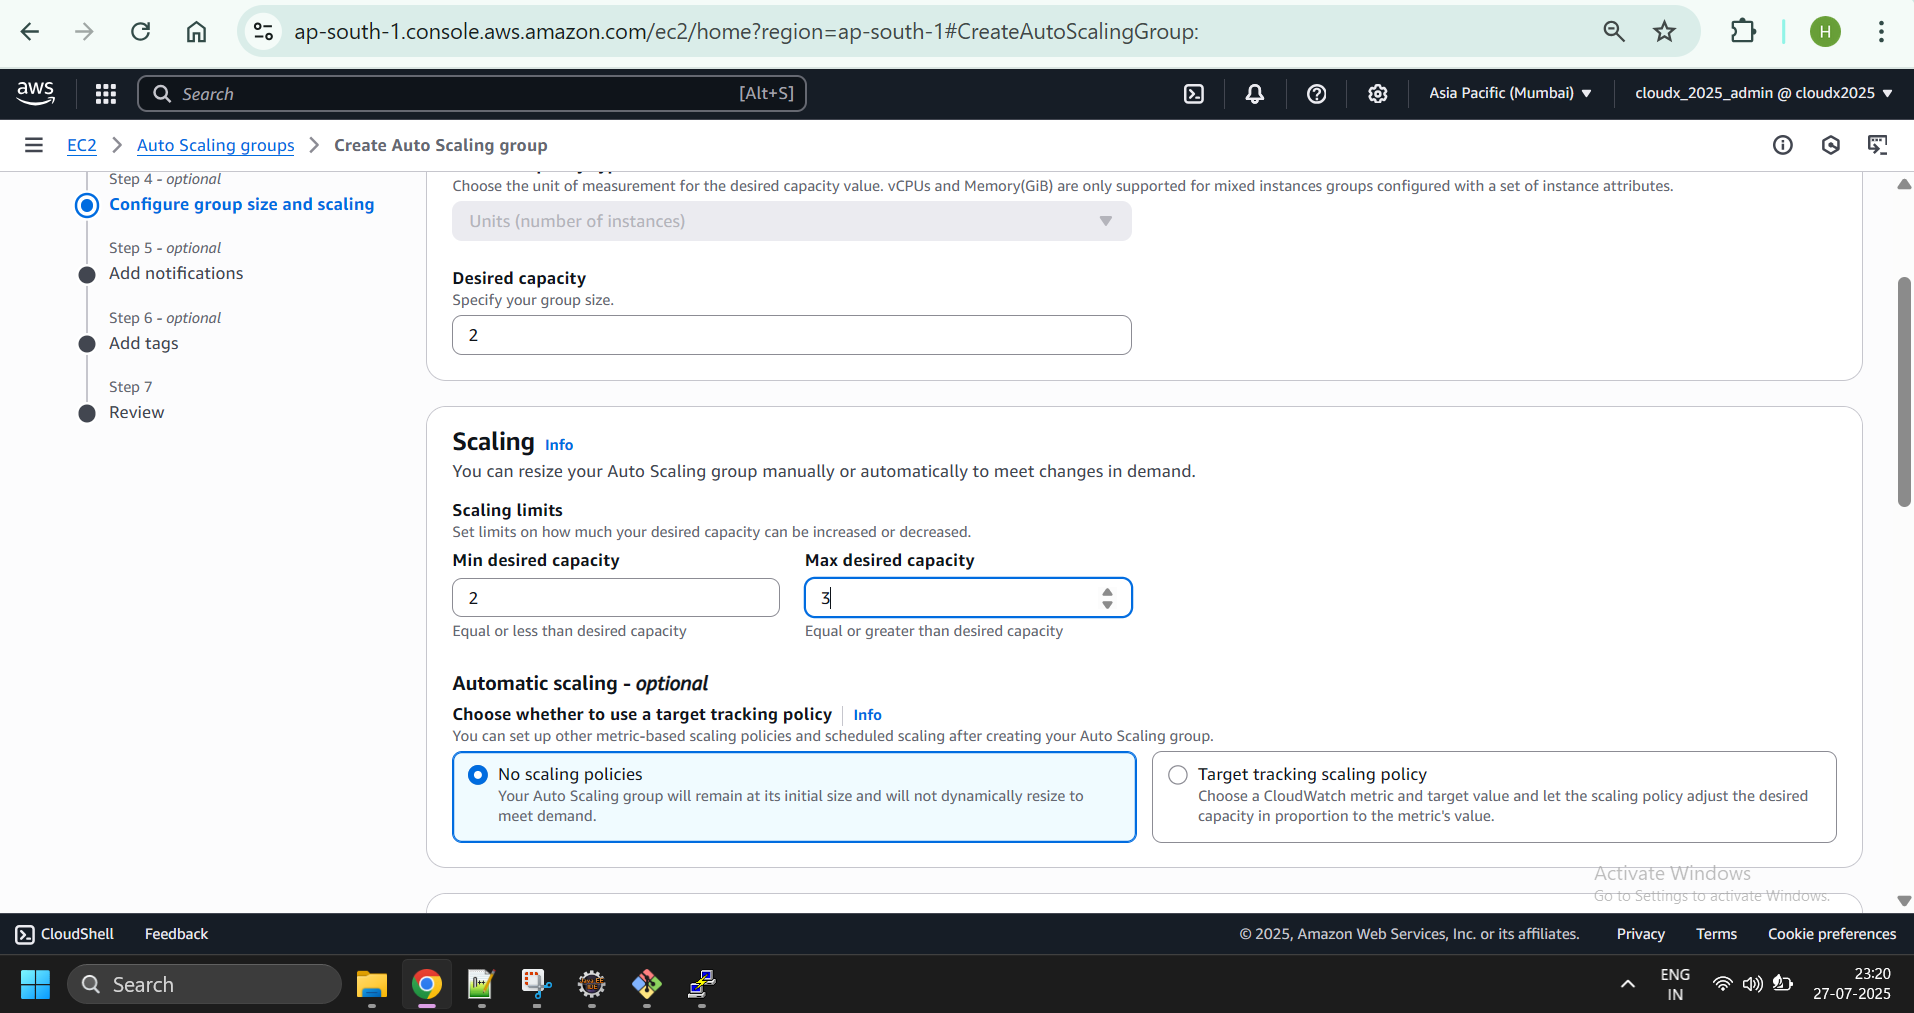 ap-south-1.console.aws.amazon.com/ec2/home?region=ap-south-1#CreateAutoScalingGroup:
H
aws
Search
[Alt+S]
Asia Pacific (Mumbai)
cloudx_2025_admin @ cloudx2025
EC2
Auto Scaling groups
Create Auto Scaling group
Step 4 - optional
Configure group size and scaling
Step 5 - optional
Add notifications
Step 6 - optional
Add tags
Step 7
Review
Choose the unit of measurement for the desired capacity value. vCPUs and Memory(GiB) are only supported for mixed instances groups configured with a set of instance attributes.
Units (number of instances)
Desired capacity
Specify your group size.
2
Scaling Info
You can resize your Auto Scaling group manually or automatically to meet changes in demand.
Scaling limits
Set limits on how much your desired capacity can be increased or decreased.
Min desired capacity
2
Equal or less than desired capacity
Max desired capacity
3
Equal or greater than desired capacity
Automatic scaling - optional
Choose whether to use a target tracking policy Info
You can set up other metric-based scaling policies and scheduled scaling after creating your Auto Scaling group.
No scaling policies
Your Auto Scaling group will remain at its initial size and will not dynamically resize to
meet demand.
Target tracking scaling policy
Choose a CloudWatch metric and target value and let the scaling policy adjust the desired
capacity in proportion to the metric's value.
Activate Windows
Go to Settings to activate Windows.
CloudShell
Feedback
© 2025, Amazon Web Services, Inc. or its affiliates.
Privacy
Terms
Cookie preferences
Search
ENG
IN
23:20
27-07-2025